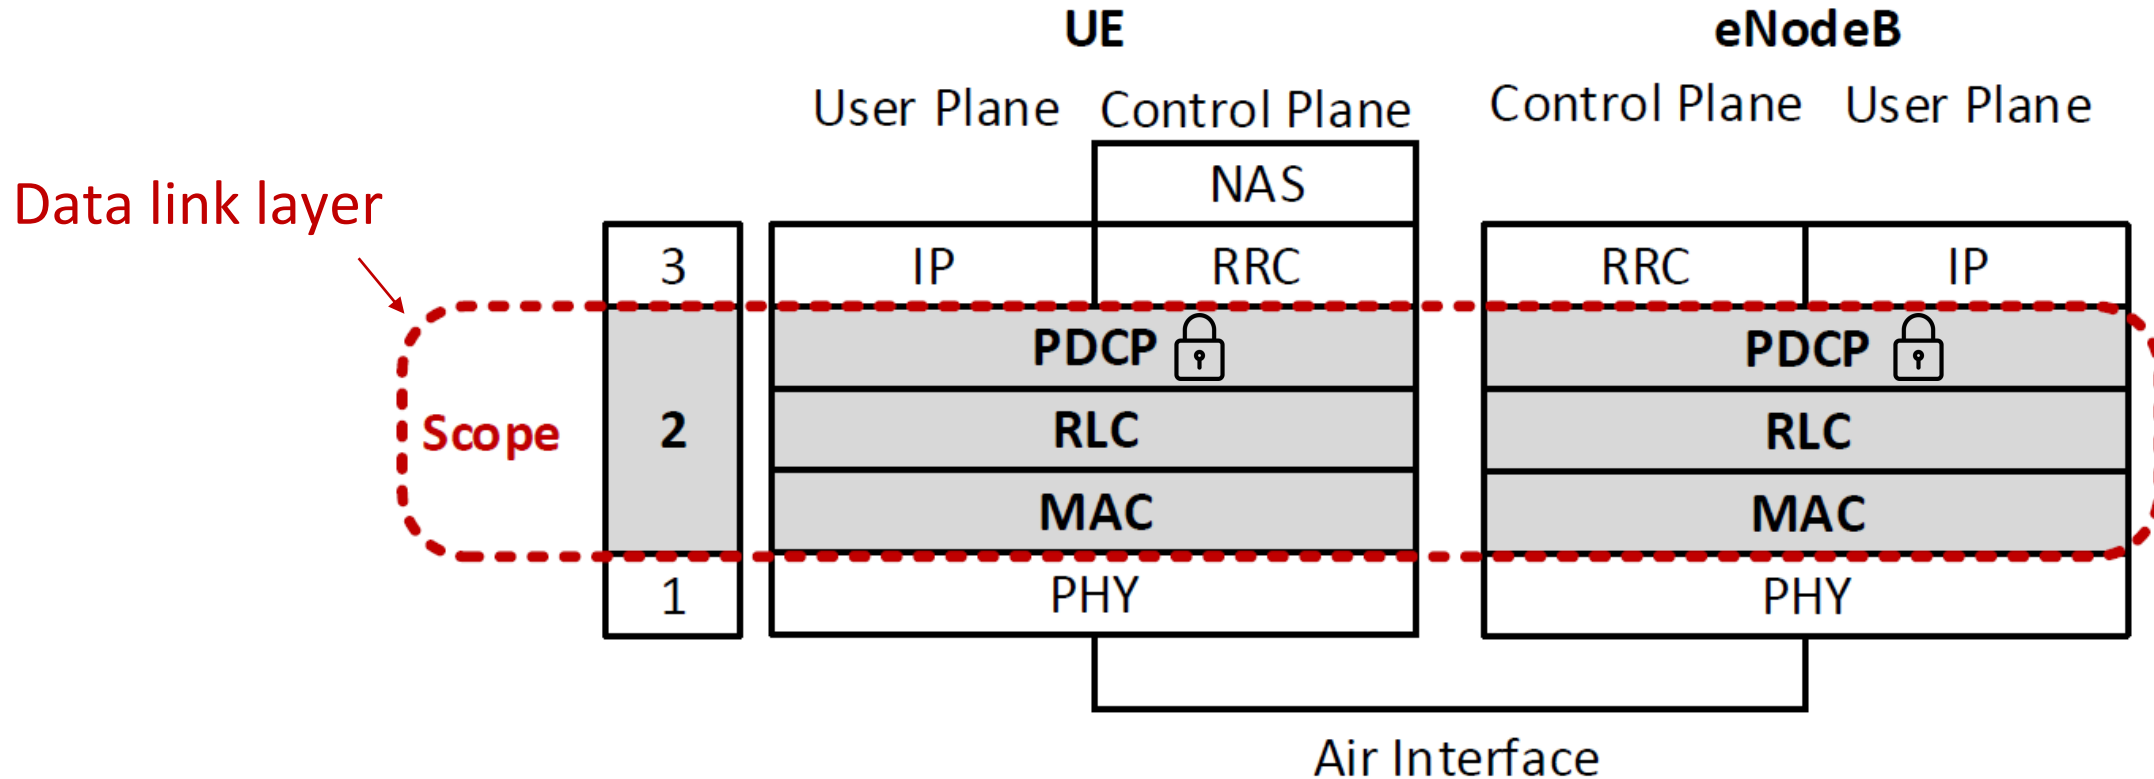 UE
eNodeB
User Plane
Control Plane
Control Plane
User Plane
Data link layer
NAS
3
IP
RRC
RRC
IP
PDCP
PDCP
Scope
2
RLC
RLC
MAC
MAC
1
PHY
PHY
Air Interface